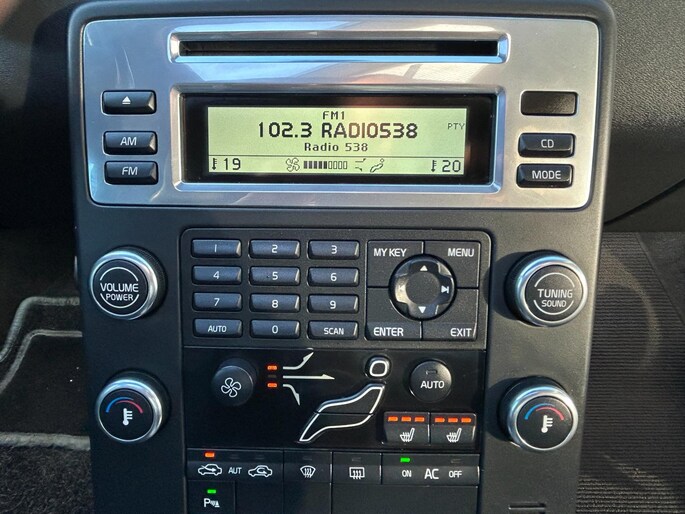 FM1
102.3 RADIO538
PTY
Radio 538
19
20
AM
FM
CD
MODE
VOLUME
POWER
1 2 3
4 5 6
7 8 9
AUTO 0 SCAN
MY KEY MENU
ENTER EXIT
TUNING
SOUND
AUTO
AUT
ON AC OFF